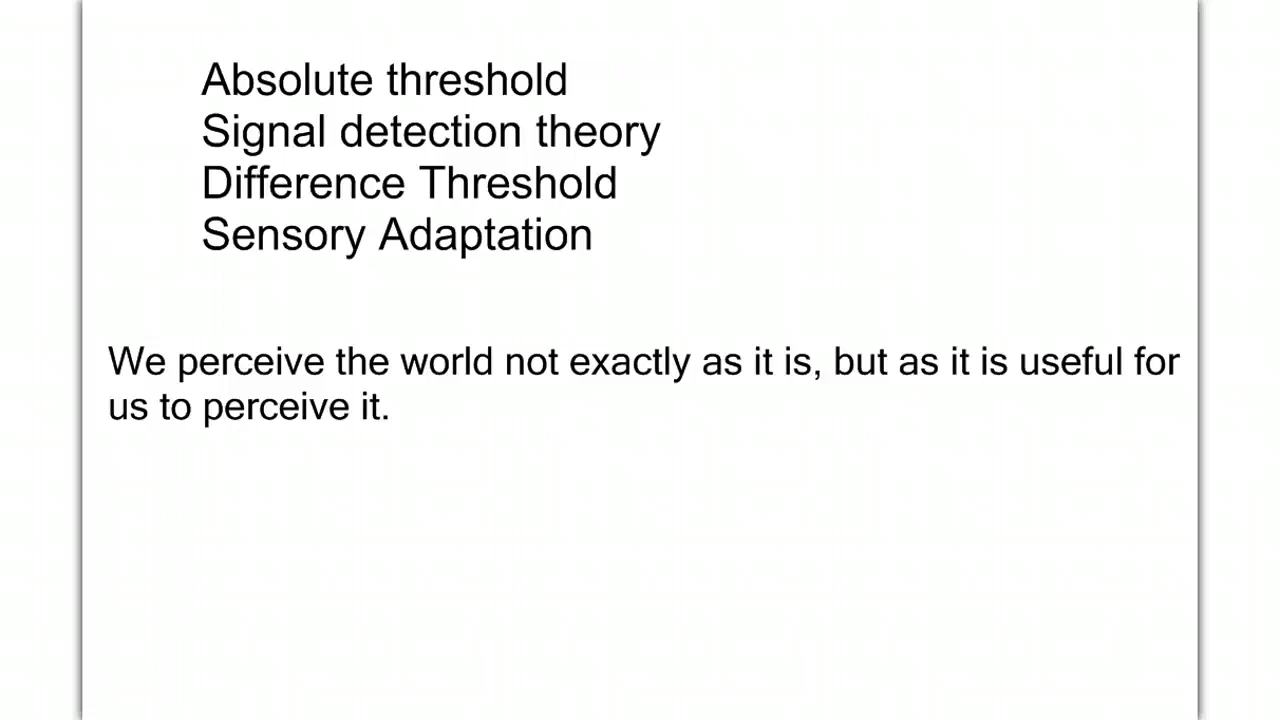 Absolute threshold
Signal detection theory
Difference Threshold
Sensory Adaptation
We perceive the world not exactly as it is, but as it is useful for
us to perceive it.